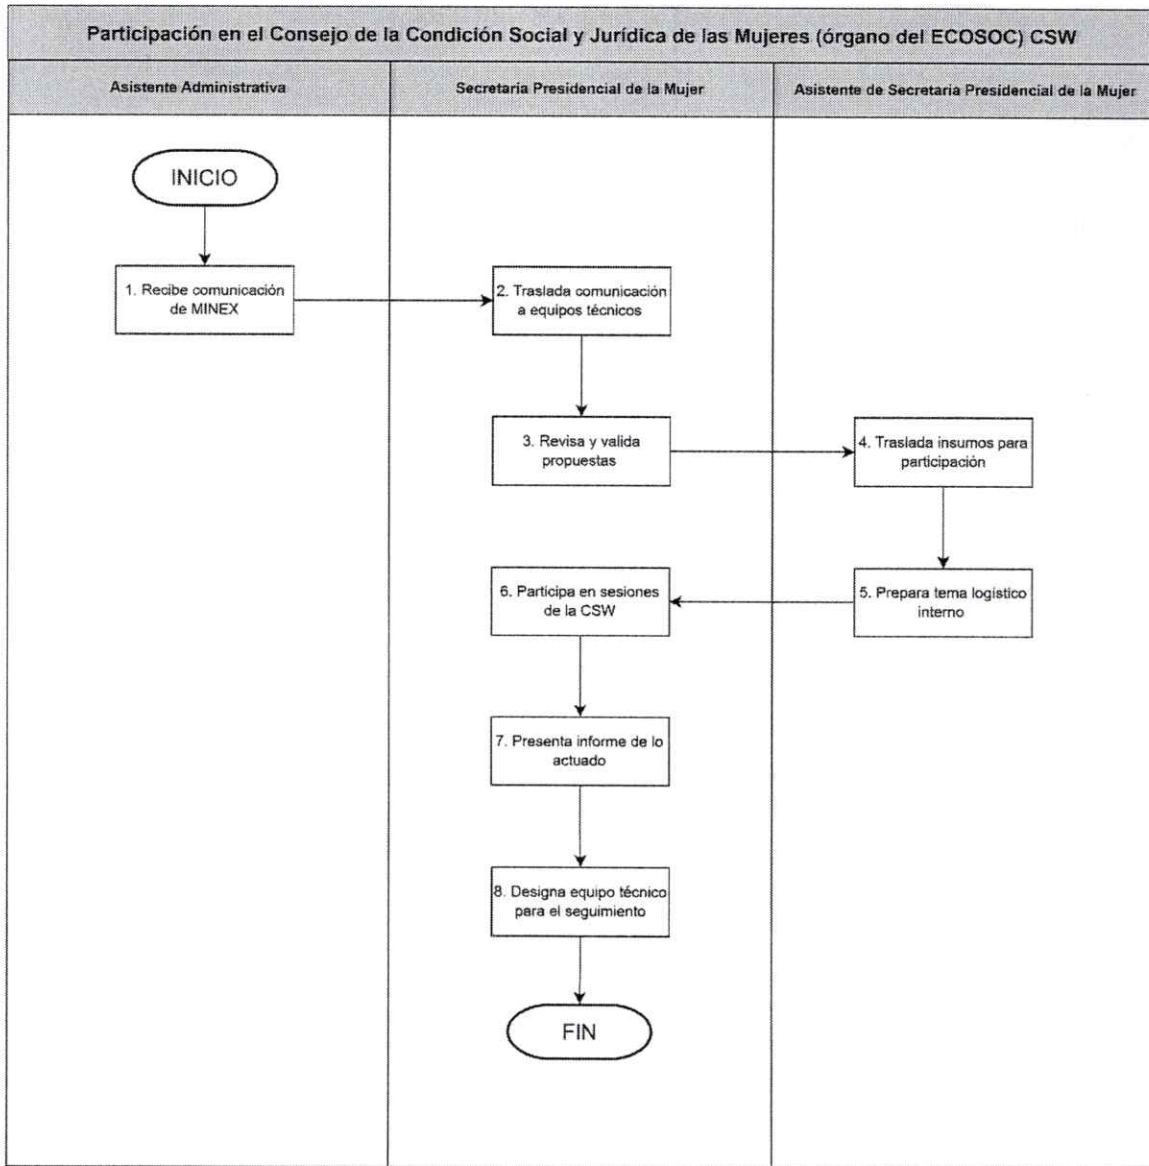 Participación en el Consejo de la Condición Social y Jurídica de las Mujeres (órgano del ECOSOC) CSW
Asistente Administrativa
Secretaria Presidencial de la Mujer
Asistente de Secretaria Presidencial de la Mujer
INICIO
1. Recibe comunicación
de MINEX
2. Traslada comunicación
a equipos técnicos
3. Revisa y valida
propuestas
4. Traslada insumos para
participación
5. Prepara tema logístico
interno
6. Participa en sesiones
de la CSW
7. Presenta informe de lo
actuado
8. Designa equipo técnico
para el seguimiento
FIN